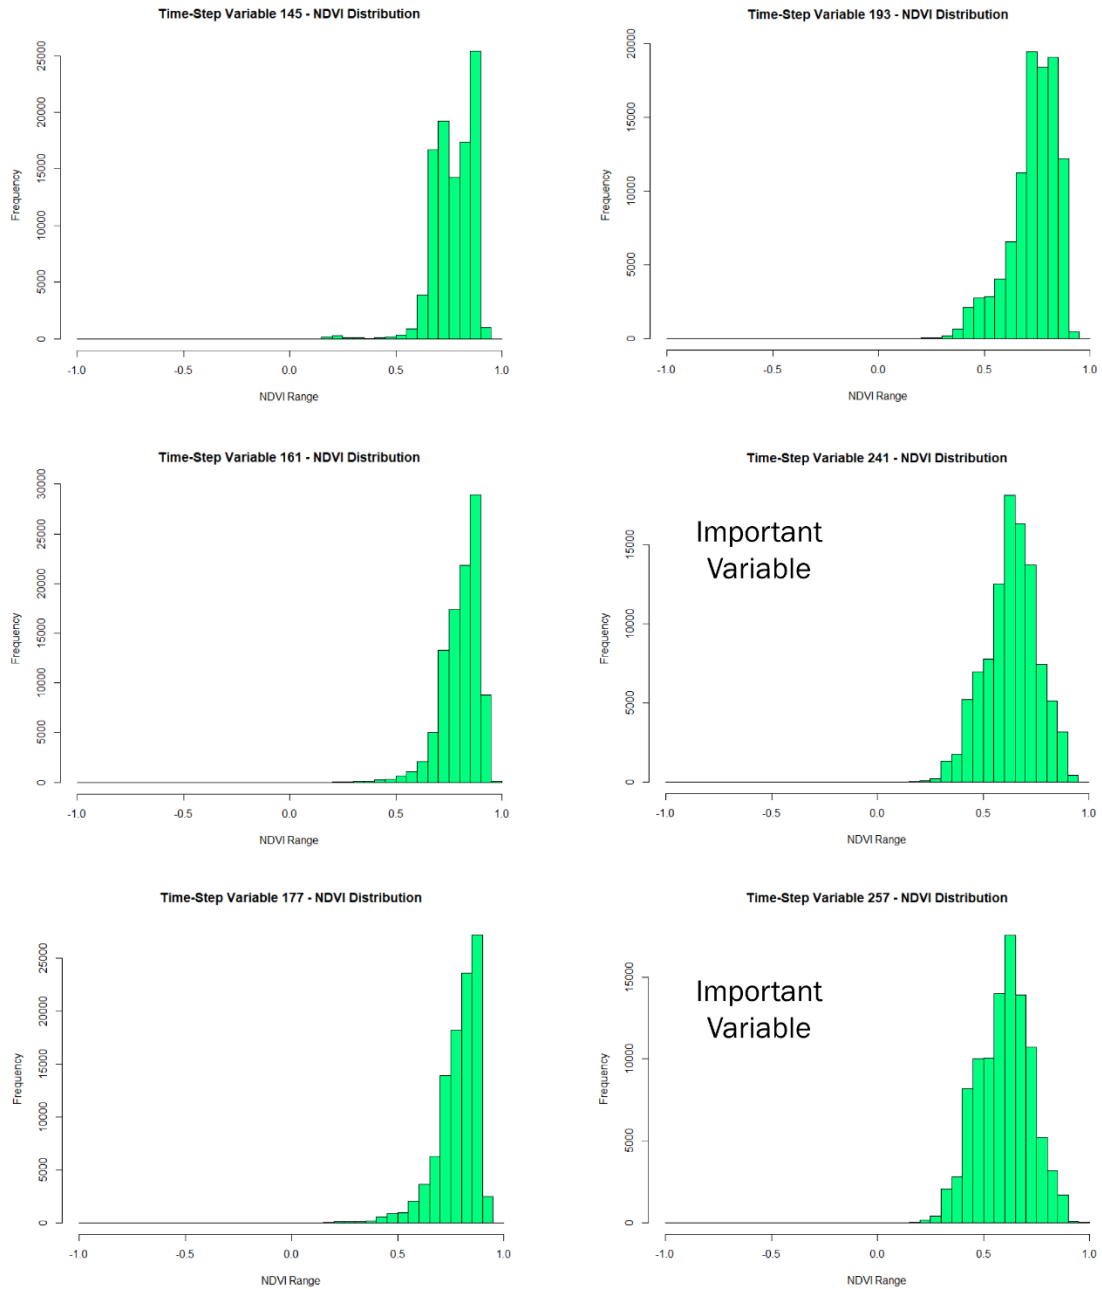 Time-Step Variable 145 - NDVI Distribution
Frequency
25000
20000
15000
10000
5000
0
-1.0 -0.5 0.0 0.5 1.0
NDVI Range
Time-Step Variable 193 - NDVI Distribution
Frequency
20000
15000
10000
5000
0
-1.0 -0.5 0.0 0.5 1.0
NDVI Range
Time-Step Variable 161 - NDVI Distribution
Frequency
30000
25000
20000
15000
10000
5000
0
-1.0 -0.5 0.0 0.5 1.0
NDVI Range
Time-Step Variable 241 - NDVI Distribution
Important
Variable
Frequency
15000
10000
5000
0
-1.0 -0.5 0.0 0.5 1.0
NDVI Range
Time-Step Variable 177 - NDVI Distribution
Frequency
25000
20000
15000
10000
5000
0
-1.0 -0.5 0.0 0.5 1.0
NDVI Range
Time-Step Variable 257 - NDVI Distribution
Important
Variable
Frequency
15000
10000
5000
0
-1.0 -0.5 0.0 0.5 1.0
NDVI Range